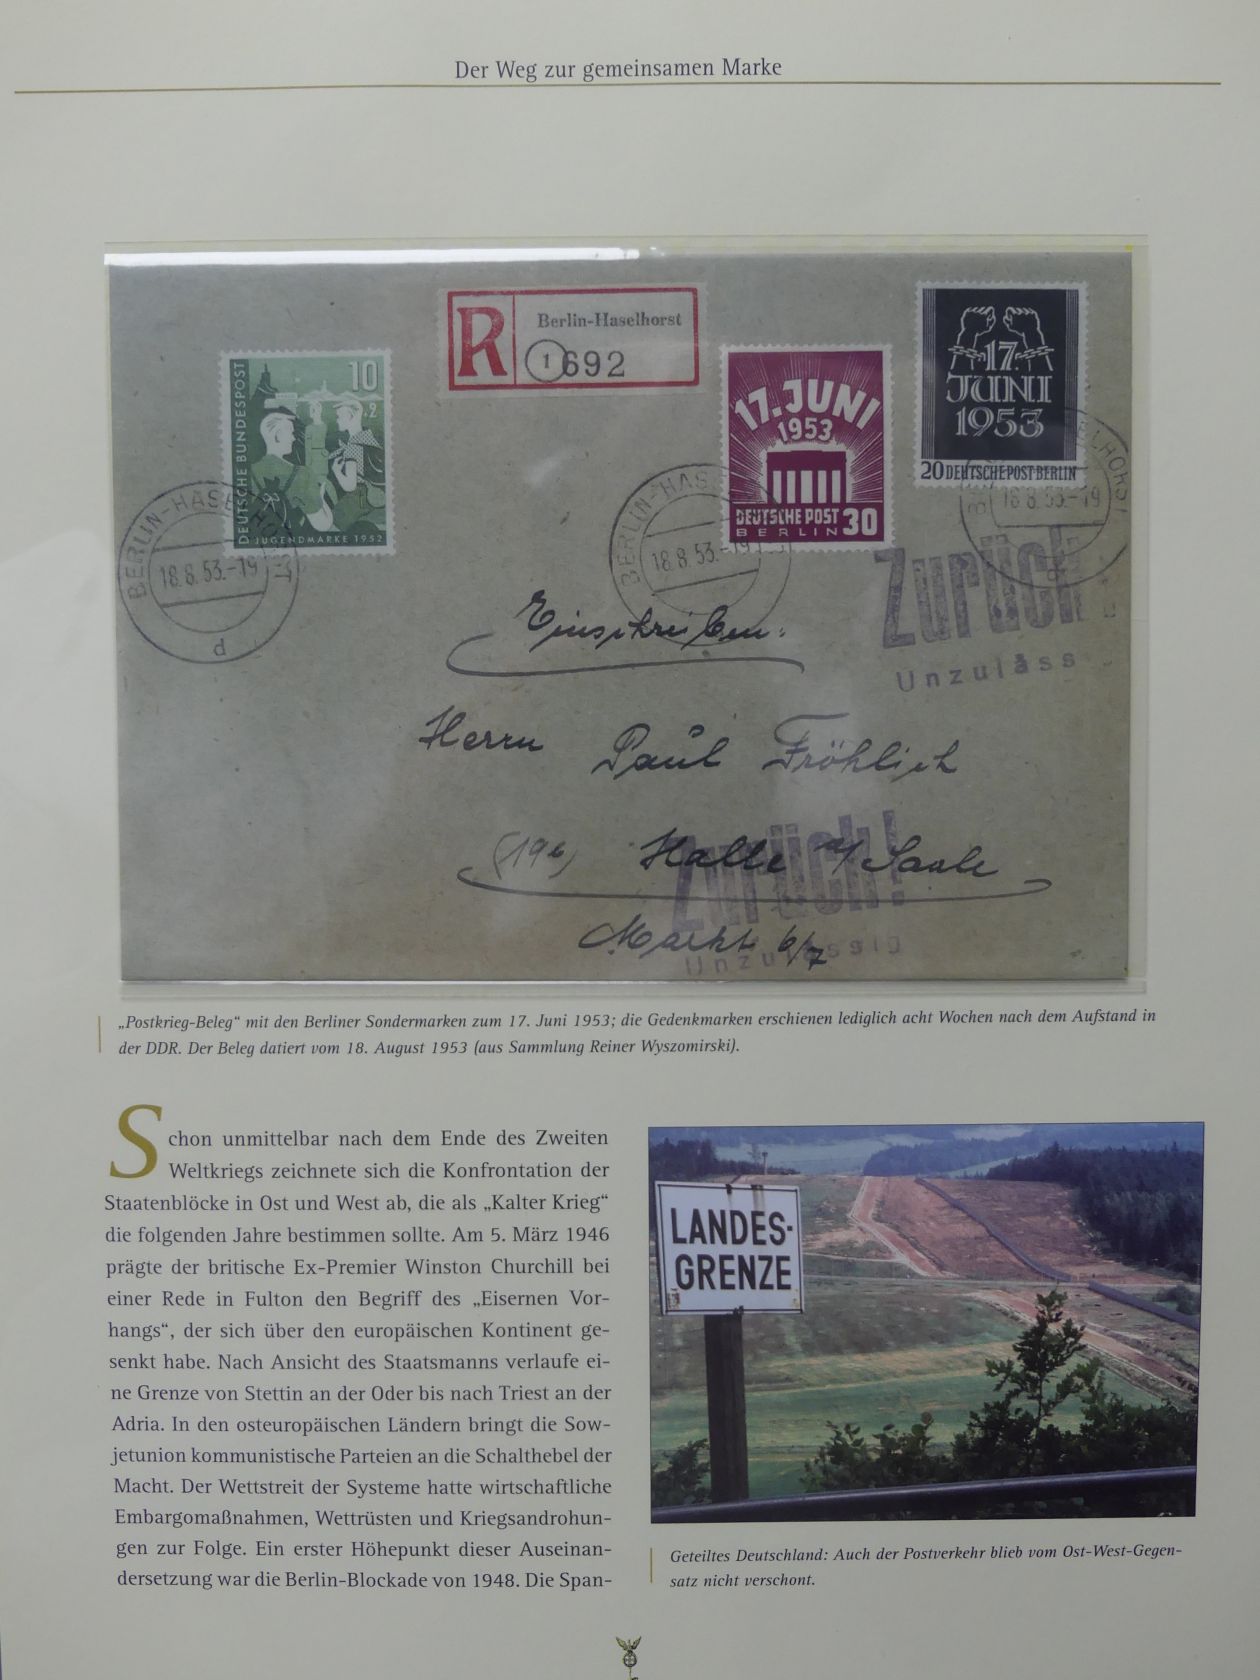 Der Weg zur gemeinsamen Marke
R
Berlin-Haselhorst
1 692
10
+2
DEUTSCHE BUNDESPOST
JUGENDMARKE 1952
17. JUNI
1953
DEUTSCHE POST
BERLIN
30
17.
JUNI
1953
20 DEUTSCHE POST BERLIN
BERLIN-HASELHORST
18.8.53.-19
d
BERLIN-HAS
18.8.53.-19
18.8.53.-19
Zurück
Unzuläss
Einschreiben.
Herrn Paul Fröhlich
Halle a/Saale
Zurück!
Markt 6/7
Unzulässig
„Postkrieg-Beleg“ mit den Berliner Sondermarken zum 17. Juni 1953; die Gedenkmarken erschienen lediglich acht Wochen nach dem Aufstand in
der DDR. Der Beleg datiert vom 18. August 1953 (aus Sammlung Reiner Wyszomirski).
Schon unmittelbar nach dem Ende des Zweiten
Weltkriegs zeichnete sich die Konfrontation der
Staatenblöcke in Ost und West ab, die als „Kalter Krieg“
die folgenden Jahre bestimmen sollte. Am 5. März 1946
prägte der britische Ex-Premier Winston Churchill bei
einer Rede in Fulton den Begriff des „Eisernen Vor-
hangs“, der sich über den europäischen Kontinent ge-
senkt habe. Nach Ansicht des Staatsmanns verlaufe ei-
ne Grenze von Stettin an der Oder bis nach Triest an der
Adria. In den osteuropäischen Ländern bringt die Sow-
jetunion kommunistische Parteien an die Schalthebel der
Macht. Der Wettstreit der Systeme hatte wirtschaftliche
Embargomaßnahmen, Wettrüsten und Kriegsandrohun-
gen zur Folge. Ein erster Höhepunkt dieser Auseinan-
dersetzung war die Berlin-Blockade von 1948. Die Span-
LANDES-
GRENZE
Geteiltes Deutschland: Auch der Postverkehr blieb vom Ost-West-Gegen-
satz nicht verschont.